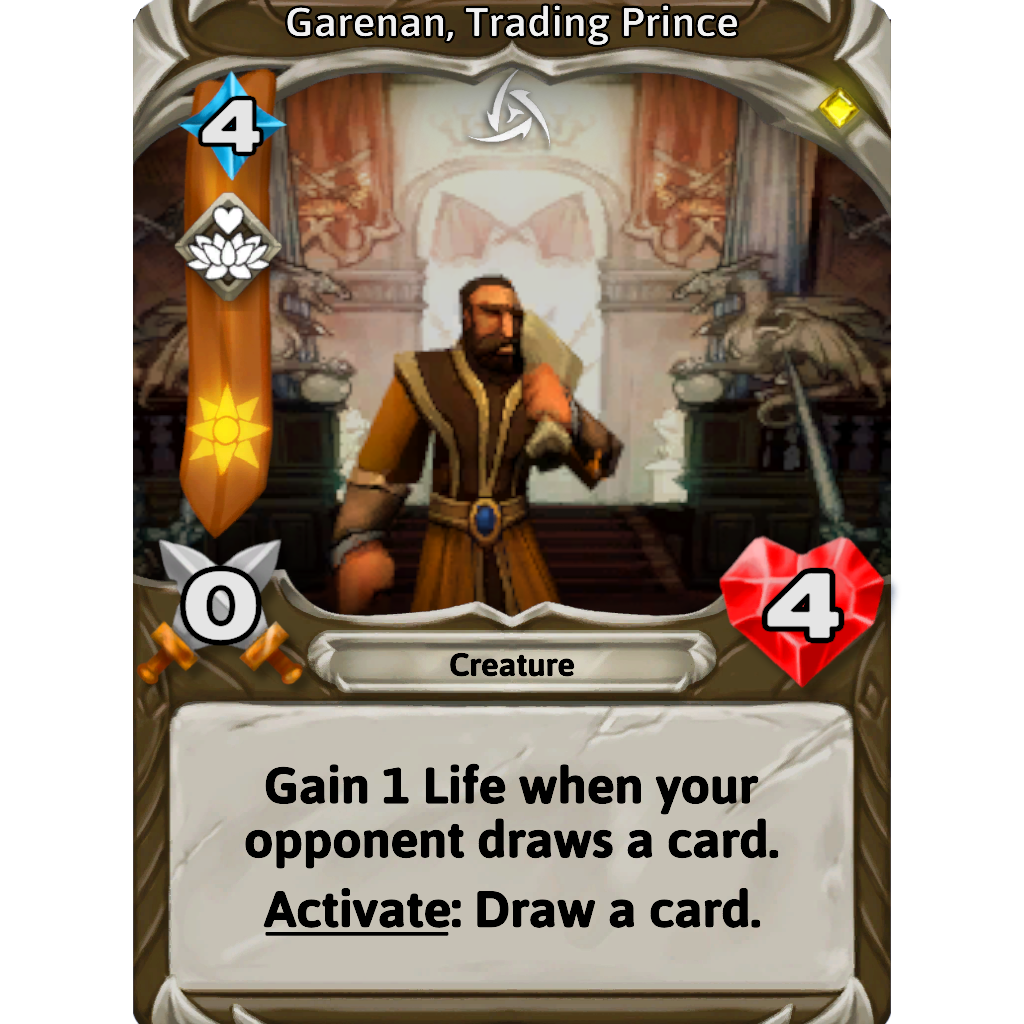 Garenan, Trading Prince
4
0
4
Creature
Gain 1 Life when your
opponent draws a card.
Activate: Draw a card.